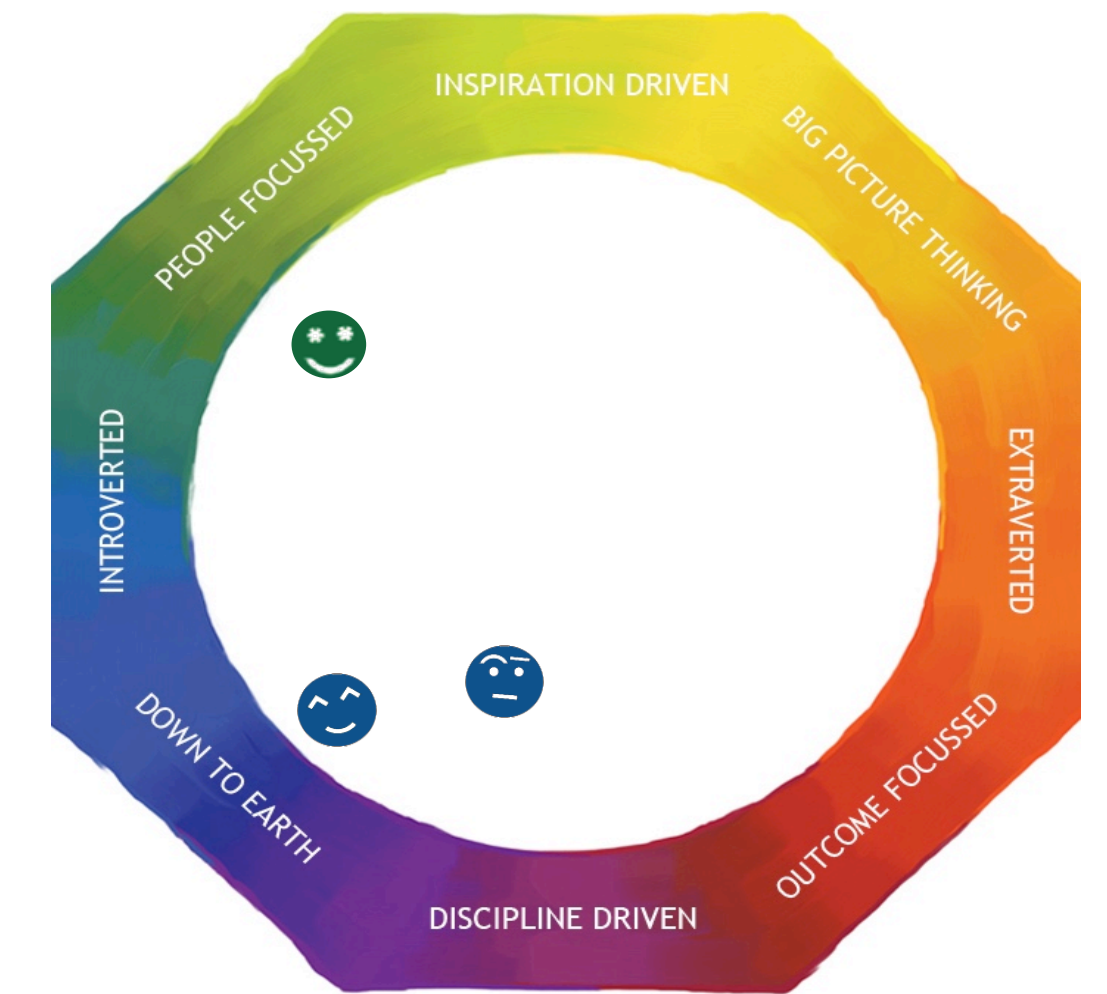 INSPIRATION DRIVEN
BIG PICTURE THINKING
EXTRAVERTED
OUTCOME FOCUSSED
DISCIPLINE DRIVEN
DOWN TO EARTH
INTROVERTED
PEOPLE FOCUSSED